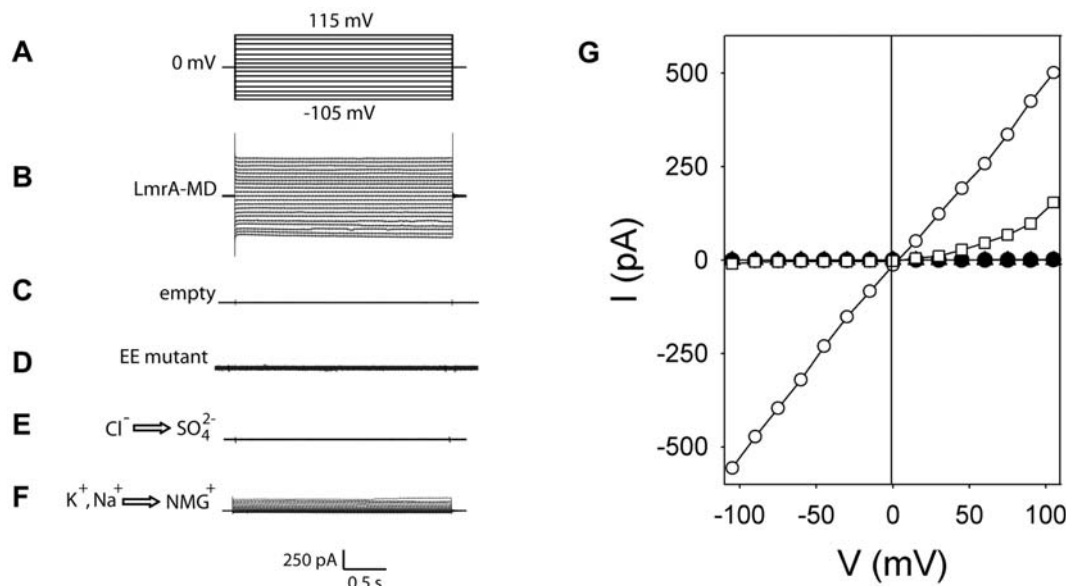 A
115 mV
0 mV
-105 mV
B
LmrA-MD
C
empty
D
EE mutant
E
Cl⁻ ⇒ SO₄²⁻
F
K⁺, Na⁺ ⇒ NMG⁺
250 pA
0.5 s
G
500
250
0
-250
-500
I (pA)
-100 -50 0 50 100
V (mV)